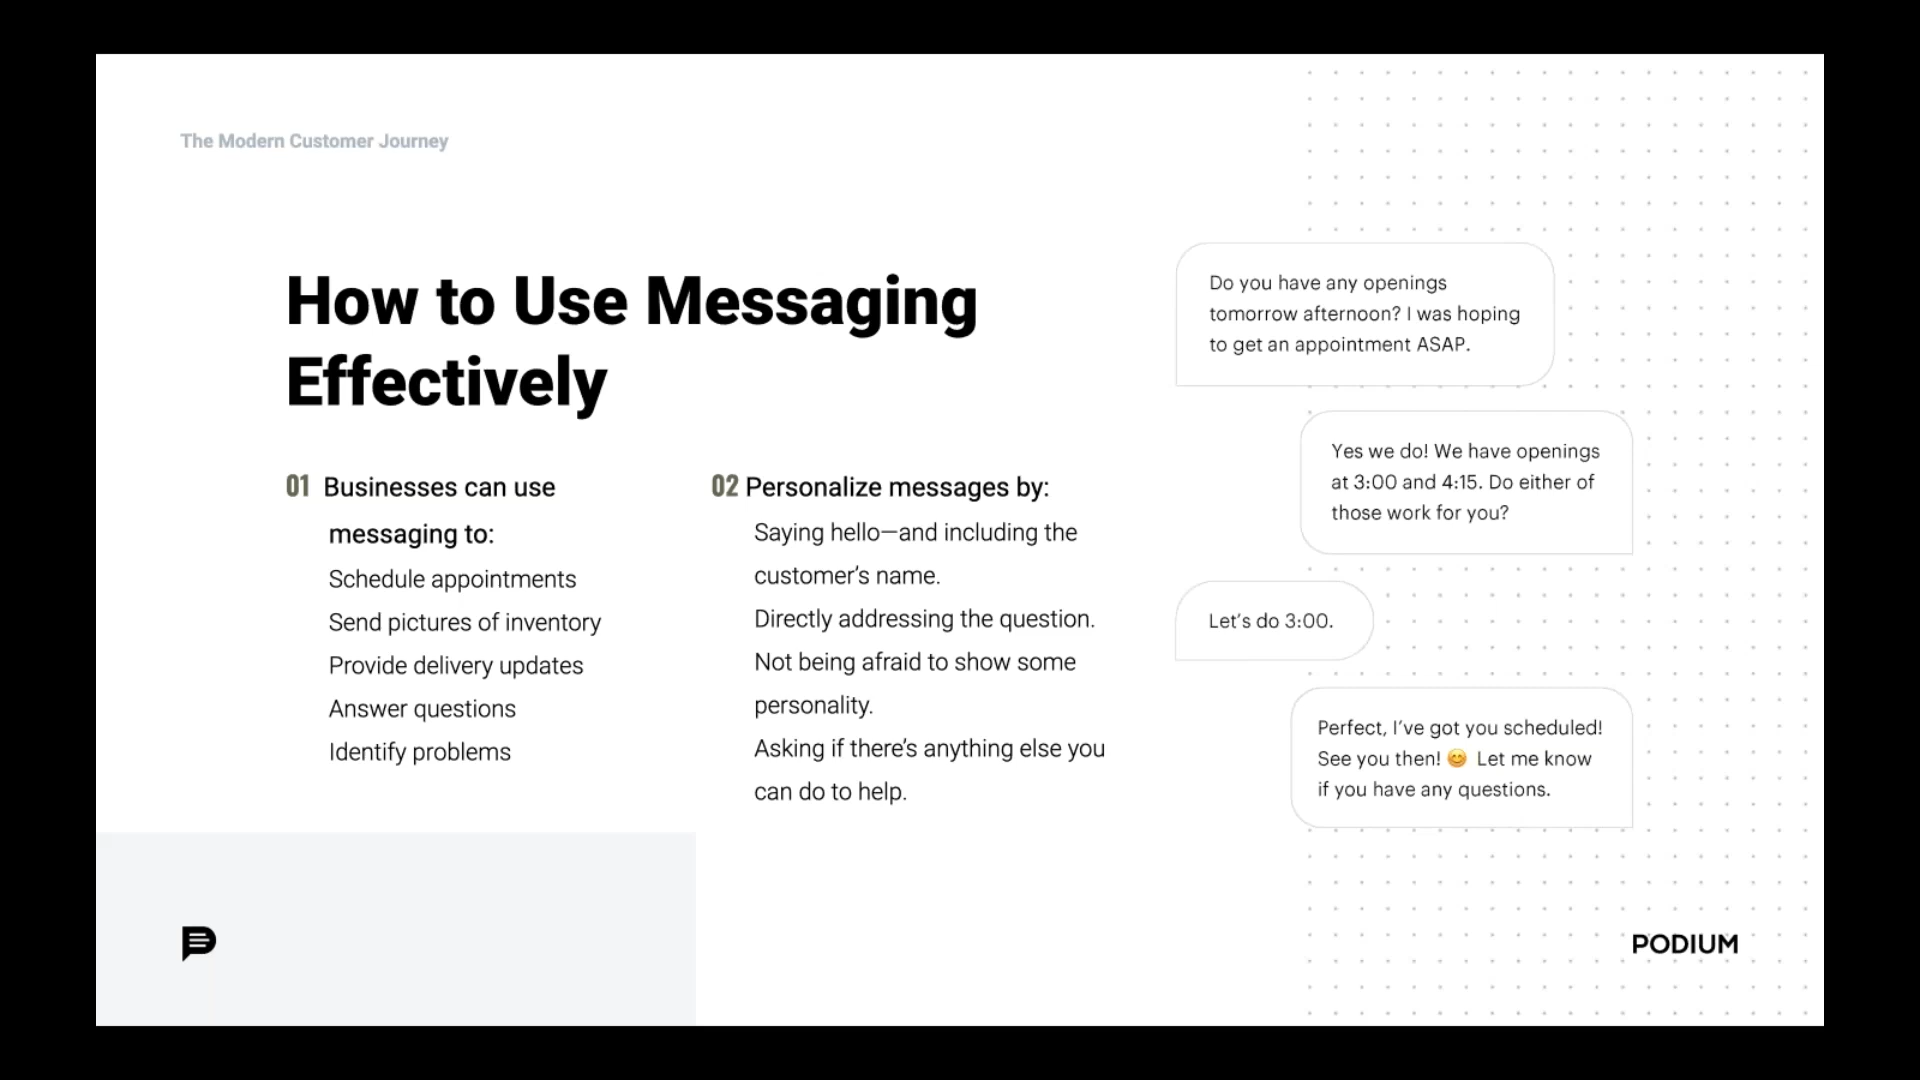 The Modern Customer Journey
How to Use Messaging
Effectively
01 Businesses can use
messaging to:
Schedule appointments
Send pictures of inventory
Provide delivery updates
Answer questions
Identify problems
02 Personalize messages by:
Saying hello—and including the
customer’s name.
Directly addressing the question.
Not being afraid to show some
personality.
Asking if there’s anything else you
can do to help.
Do you have any openings
tomorrow afternoon? I was hoping
to get an appointment ASAP.
Yes we do! We have openings
at 3:00 and 4:15. Do either of
those work for you?
Let’s do 3:00.
Perfect, I’ve got you scheduled!
See you then! 😊 Let me know
if you have any questions.
PODIUM